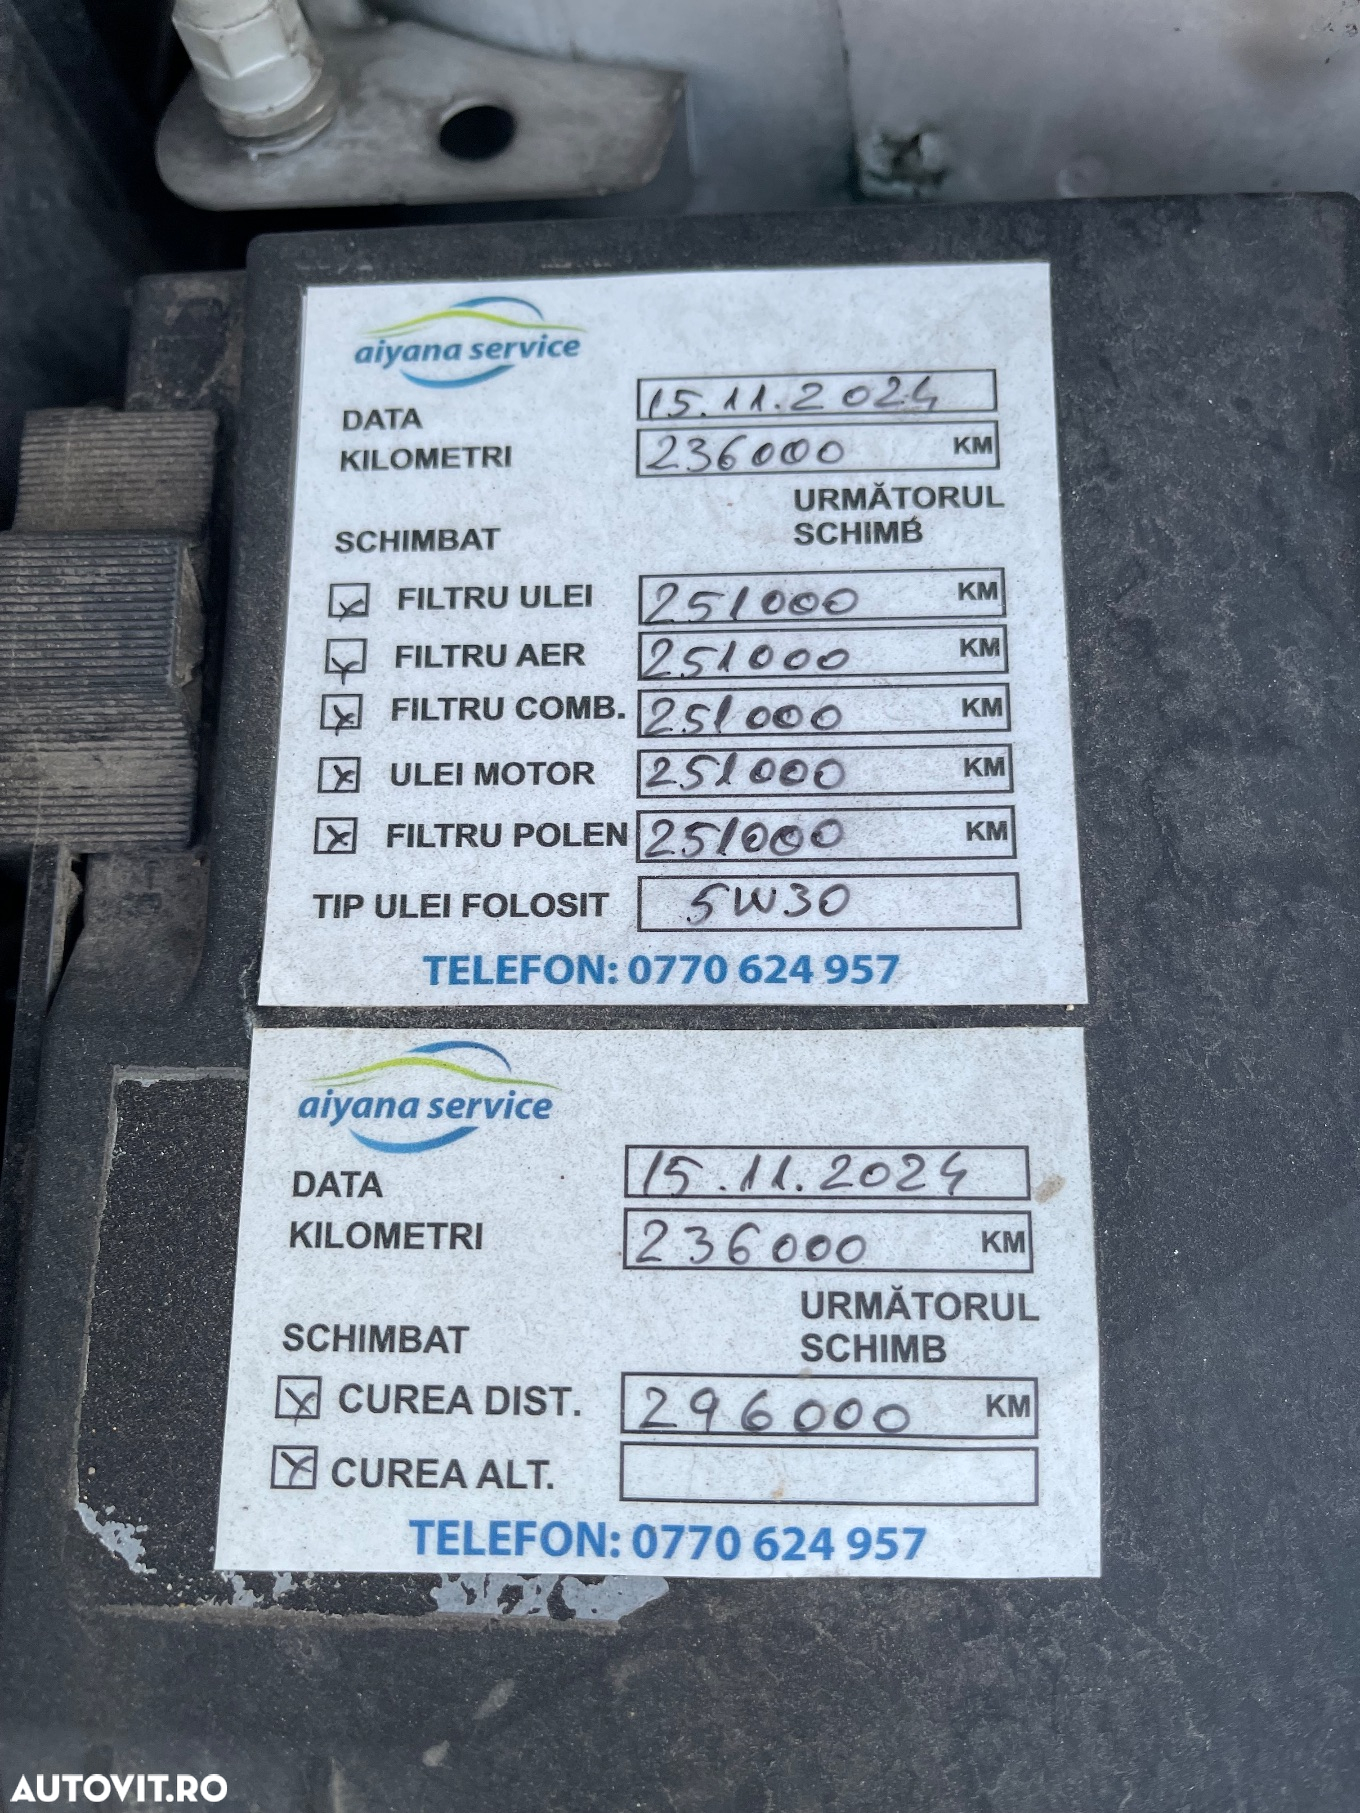 aiyana service
DATA 15.11.2024
KILOMETRI 236000 KM
URMĂTORUL
SCHIMBAT SCHIMB
FILTRU ULEI 251000 KM
FILTRU AER 251000 KM
FILTRU COMB. 251000 KM
ULEI MOTOR 251000 KM
FILTRU POLEN 251000 KM
TIP ULEI FOLOSIT 5W30
TELEFON: 0770 624 957
aiyana service
DATA 15.11.2024
KILOMETRI 236000 KM
URMĂTORUL
SCHIMBAT SCHIMB
CUREA DIST. 296000 KM
CUREA ALT.
TELEFON: 0770 624 957
AUTOVIT.RO